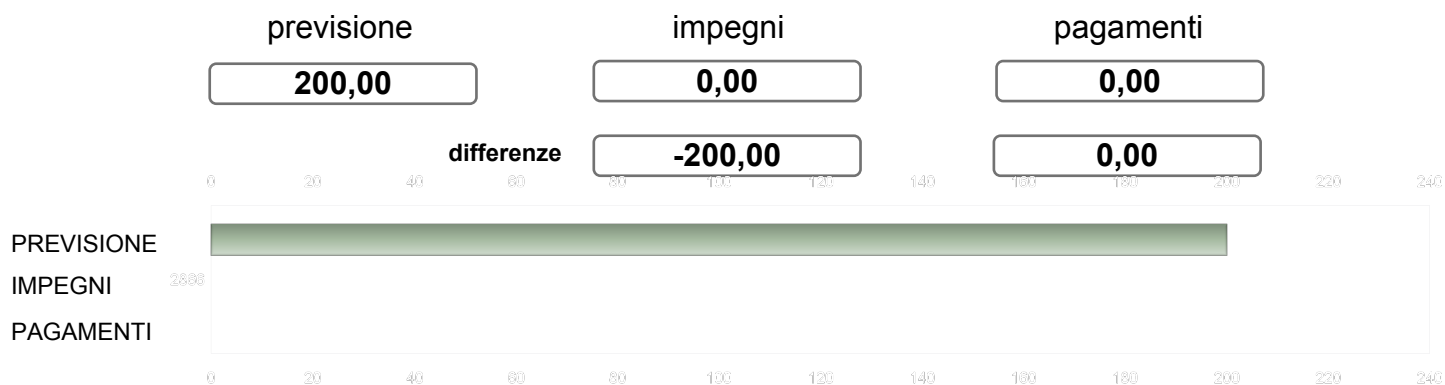 previsione impegni pagamenti
200,00 0,00 0,00
differenze -200,00 0,00
0 20 40 60 80 100 120 140 160 180 200 220 240
PREVISIONE
IMPEGNI 2886
PAGAMENTI
0 20 40 60 80 100 120 140 160 180 200 220 240